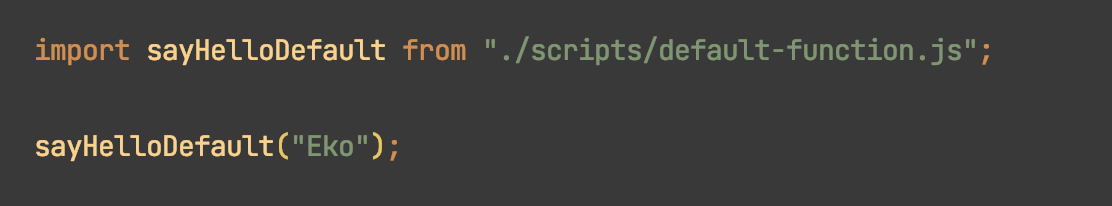 import sayHelloDefault from "./scripts/default-function.js";
sayHelloDefault("Eko");